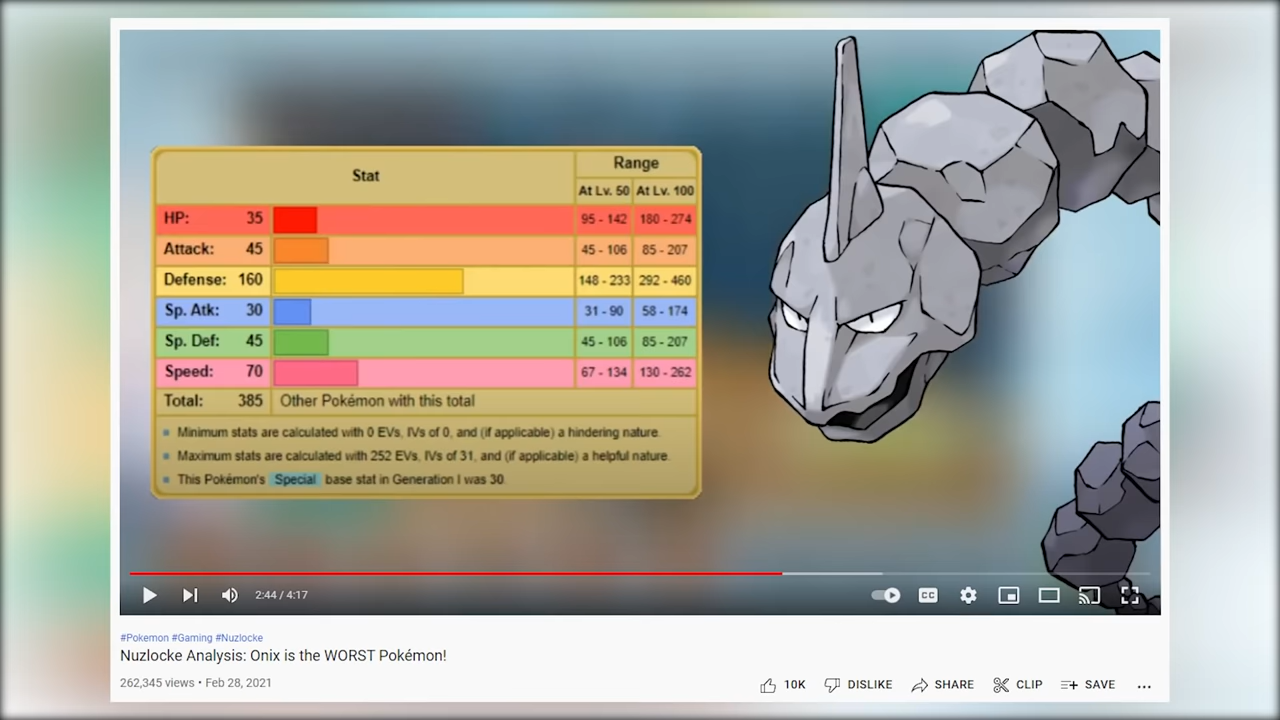 Stat Range
At Lv. 50 At Lv. 100
HP: 35 95 - 142 180 - 274
Attack: 45 45 - 106 85 - 207
Defense: 160 148 - 233 292 - 460
Sp. Atk: 30 31 - 90 58 - 174
Sp. Def: 45 45 - 106 85 - 207
Speed: 70 67 - 134 130 - 262
Total: 385 Other Pokémon with this total
Minimum stats are calculated with 0 EVs, IVs of 0, and (if applicable) a hindering nature.
Maximum stats are calculated with 252 EVs, IVs of 31, and (if applicable) a helpful nature.
This Pokémon's Special base stat in Generation I was 30.
2:44 / 4:17 CC
#Pokemon #Gaming #Nuzlocke
Nuzlocke Analysis: Onix is the WORST Pokémon!
262,345 views • Feb 28, 2021
10K DISLIKE SHARE CLIP SAVE ...